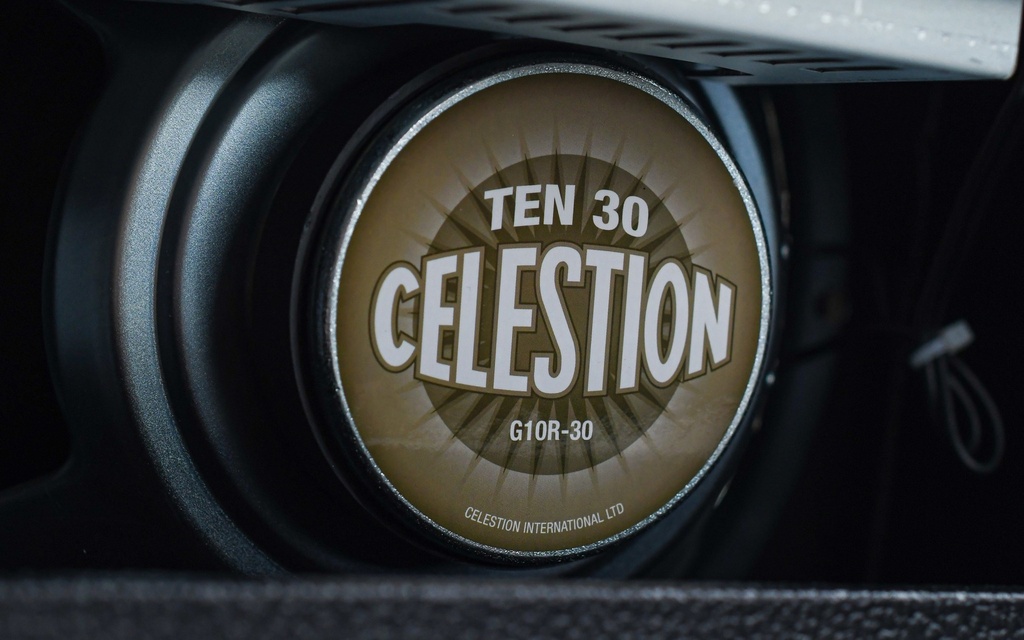 TEN 30
CELESTION
G10R-30
CELESTION INTERNATIONAL LTD